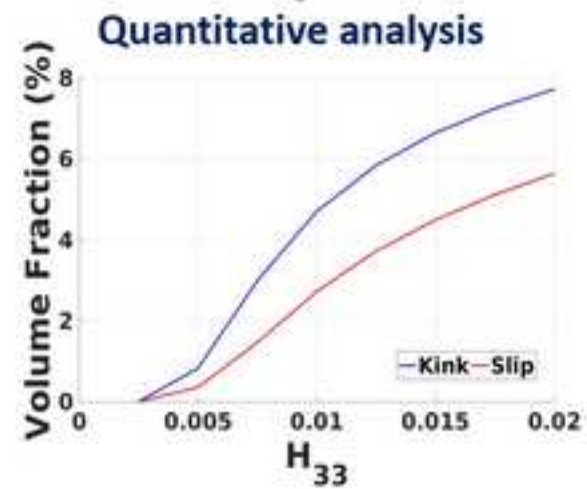 Quantitative analysis
Volume Fraction (%)
8
6
4
2
0
0 0.005 0.01 0.015 0.02
Kink Slip
H33